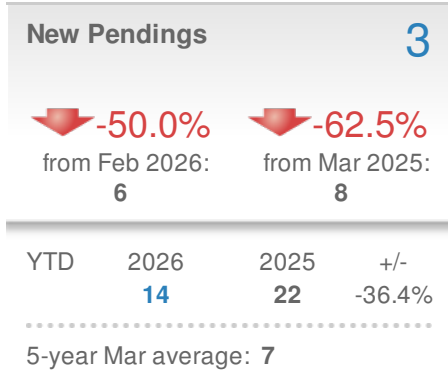 New Pendings 3
-50.0% -62.5%
from Feb 2026: from Mar 2025:
6 8
YTD 2026 2025 +/-
14 22 -36.4%
5-year Mar average: 7